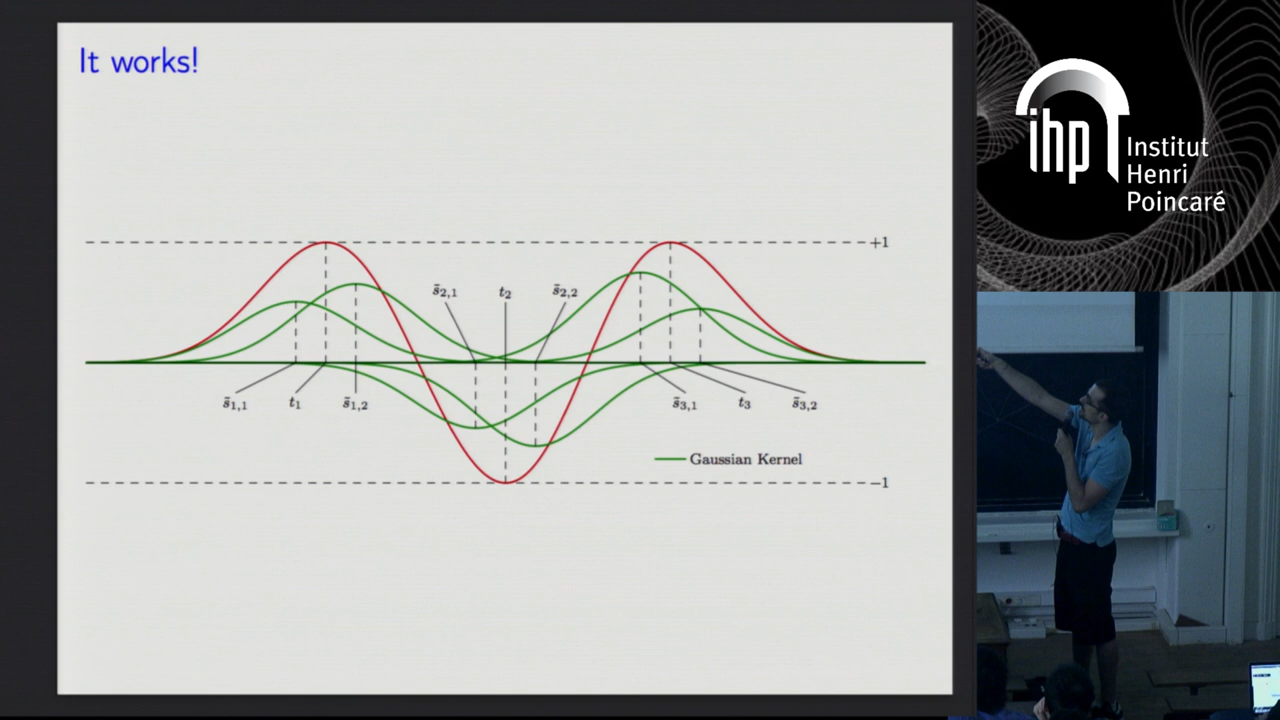 It works!
+1
s̃2,1 t2 s̃2,2
s̃1,1 t1 s̃1,2 s̃3,1 t3 s̃3,2
Gaussian Kernel
−1
ihp Institut
Henri
Poincaré